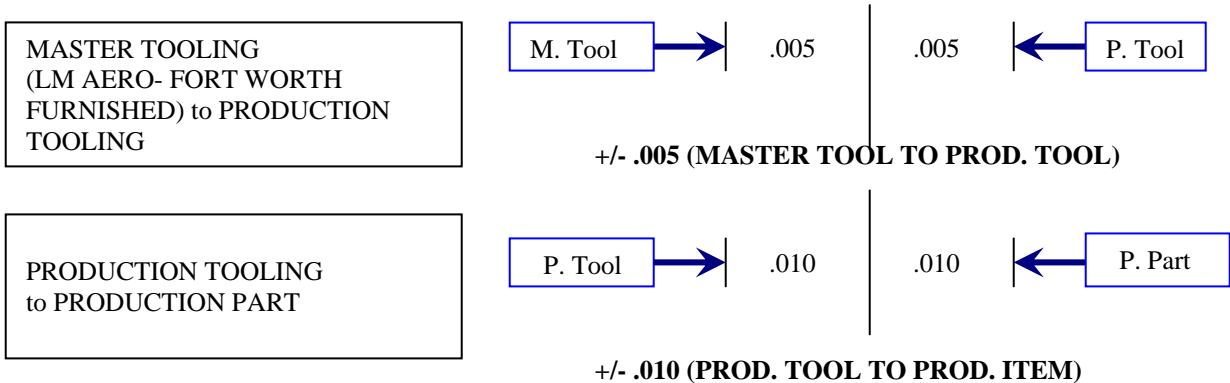 MASTER TOOLING
(LM AERO- FORT WORTH
FURNISHED) to PRODUCTION
TOOLING
M. Tool .005 .005 P. Tool
+/- .005 (MASTER TOOL TO PROD. TOOL)
PRODUCTION TOOLING
to PRODUCTION PART
P. Tool .010 .010 P. Part
+/- .010 (PROD. TOOL TO PROD. ITEM)